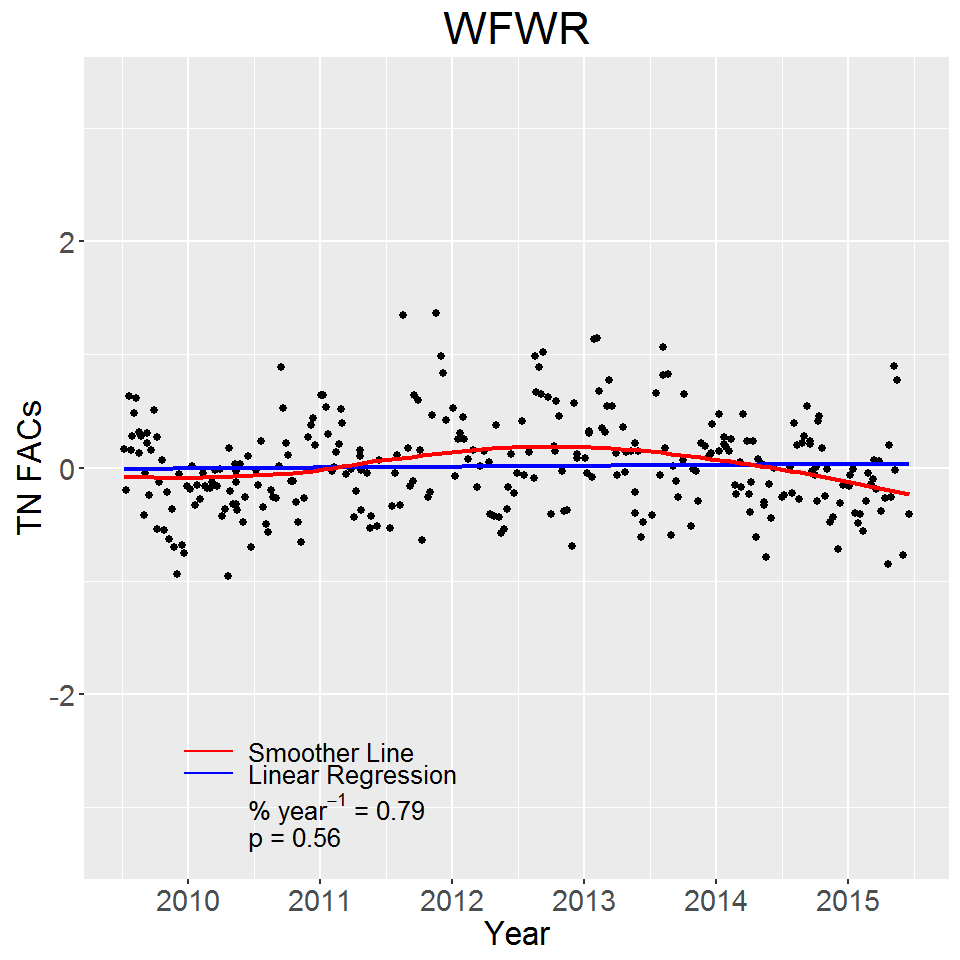 WFWR
TN FACs
2
0
-2
Smoother Line
Linear Regression
% year⁻¹ = 0.79
p = 0.56
2010 2011 2012 2013 2014 2015
Year